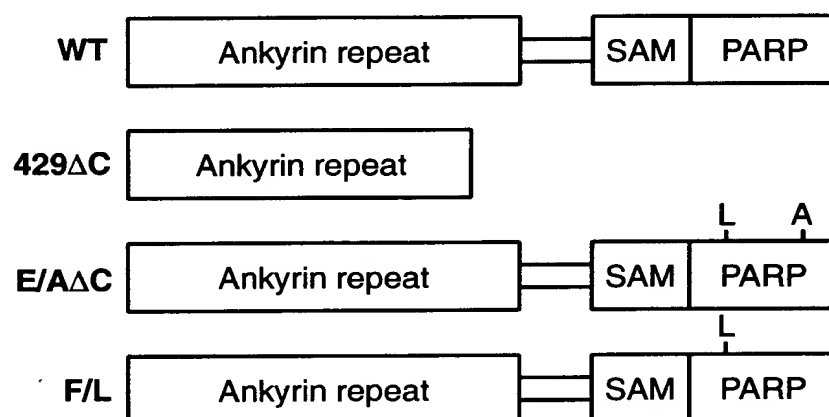 WT Ankyrin repeat SAM PARP
429ΔC Ankyrin repeat
L A
E/AΔC Ankyrin repeat SAM PARP
L
F/L Ankyrin repeat SAM PARP